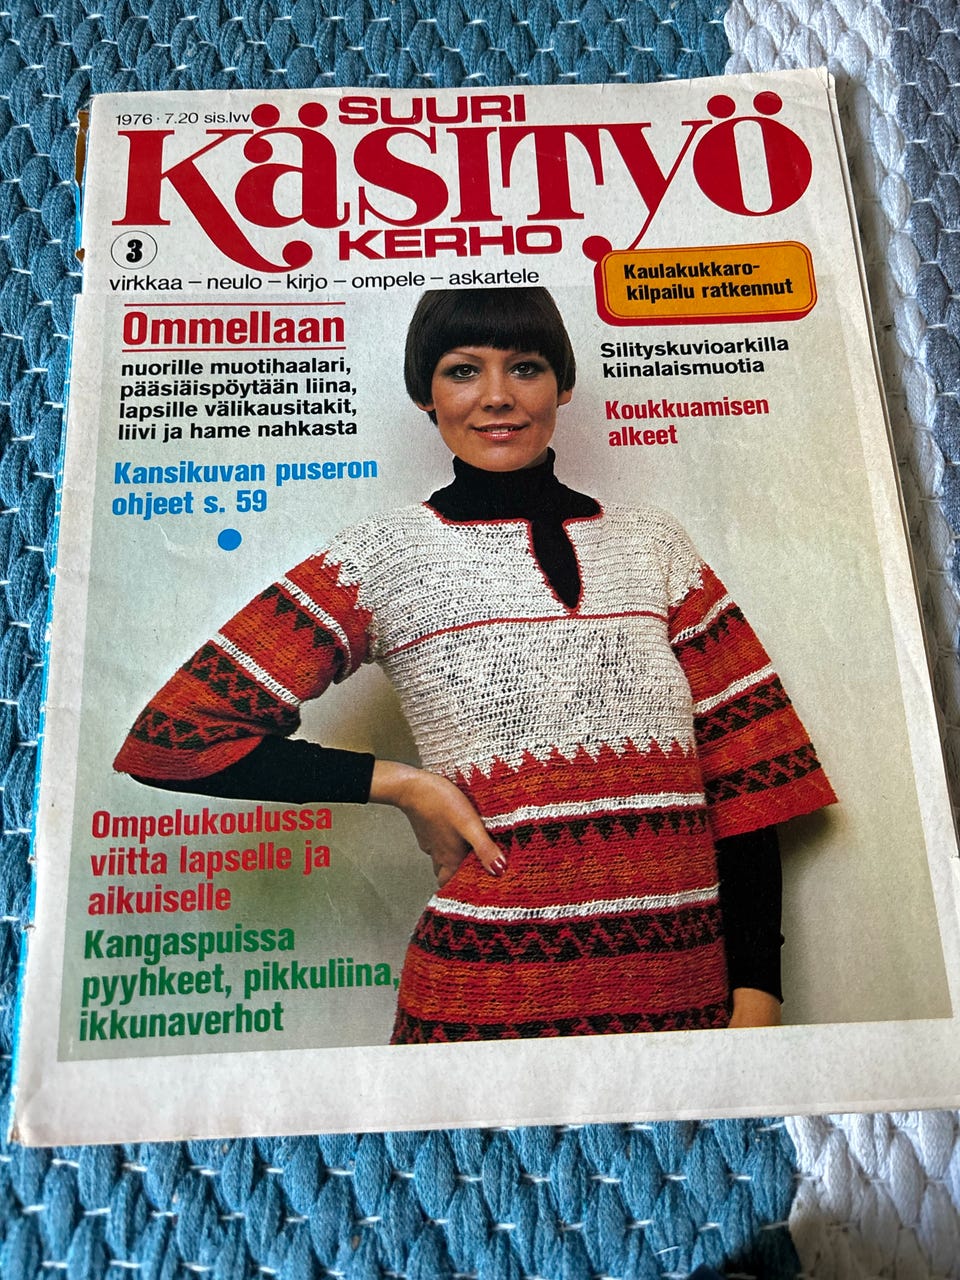 1976 · 7.20 sis.lvv
SUURI
Käsityö
KERHO
3
virkkaa – neulo – kirjo – ompele – askartele
Kaulakukkaro-
kilpailu ratkennut
Ommellaan
nuorille muotihaalari,
pääsiäispöytään liina,
lapsille välikausitakit,
liivi ja hame nahkasta
Silityskuvioarkilla
kiinalaismuotia
Koukkuamisen
alkeet
Kansikuvan puseron
ohjeet s. 59
Ompelukoulussa
viitta lapselle ja
aikuiselle
Kangaspuissa
pyyhkeet, pikkuliina,
ikkunaverhot